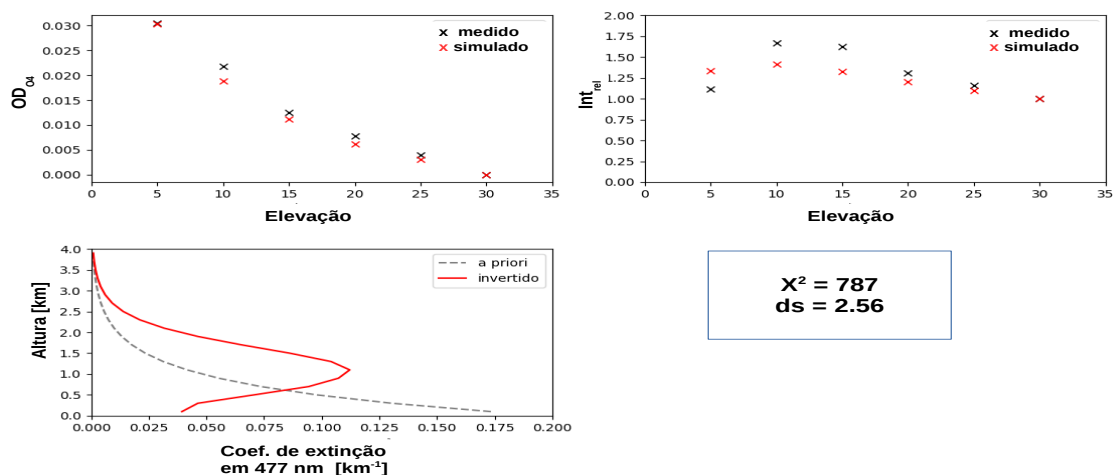 0.030
0.025
0.020
0.015
0.010
0.005
0.000
OD_O4
medido
simulado
0 5 10 15 20 25 30 35
Elevação
2.00
1.75
1.50
1.25
1.00
0.75
0.50
0.25
0.00
Int_rel
medido
simulado
0 5 10 15 20 25 30 35
Elevação
4.0
3.5
3.0
2.5
2.0
1.5
1.0
0.5
0.0
Altura [km]
a priori
invertido
0.000 0.025 0.050 0.075 0.100 0.125 0.150 0.175 0.200
Coef. de extinção
em 477 nm [km⁻¹]
X² = 787
ds = 2.56